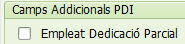 Camps Addicionals PDI
Empleat Dedicació Parcial